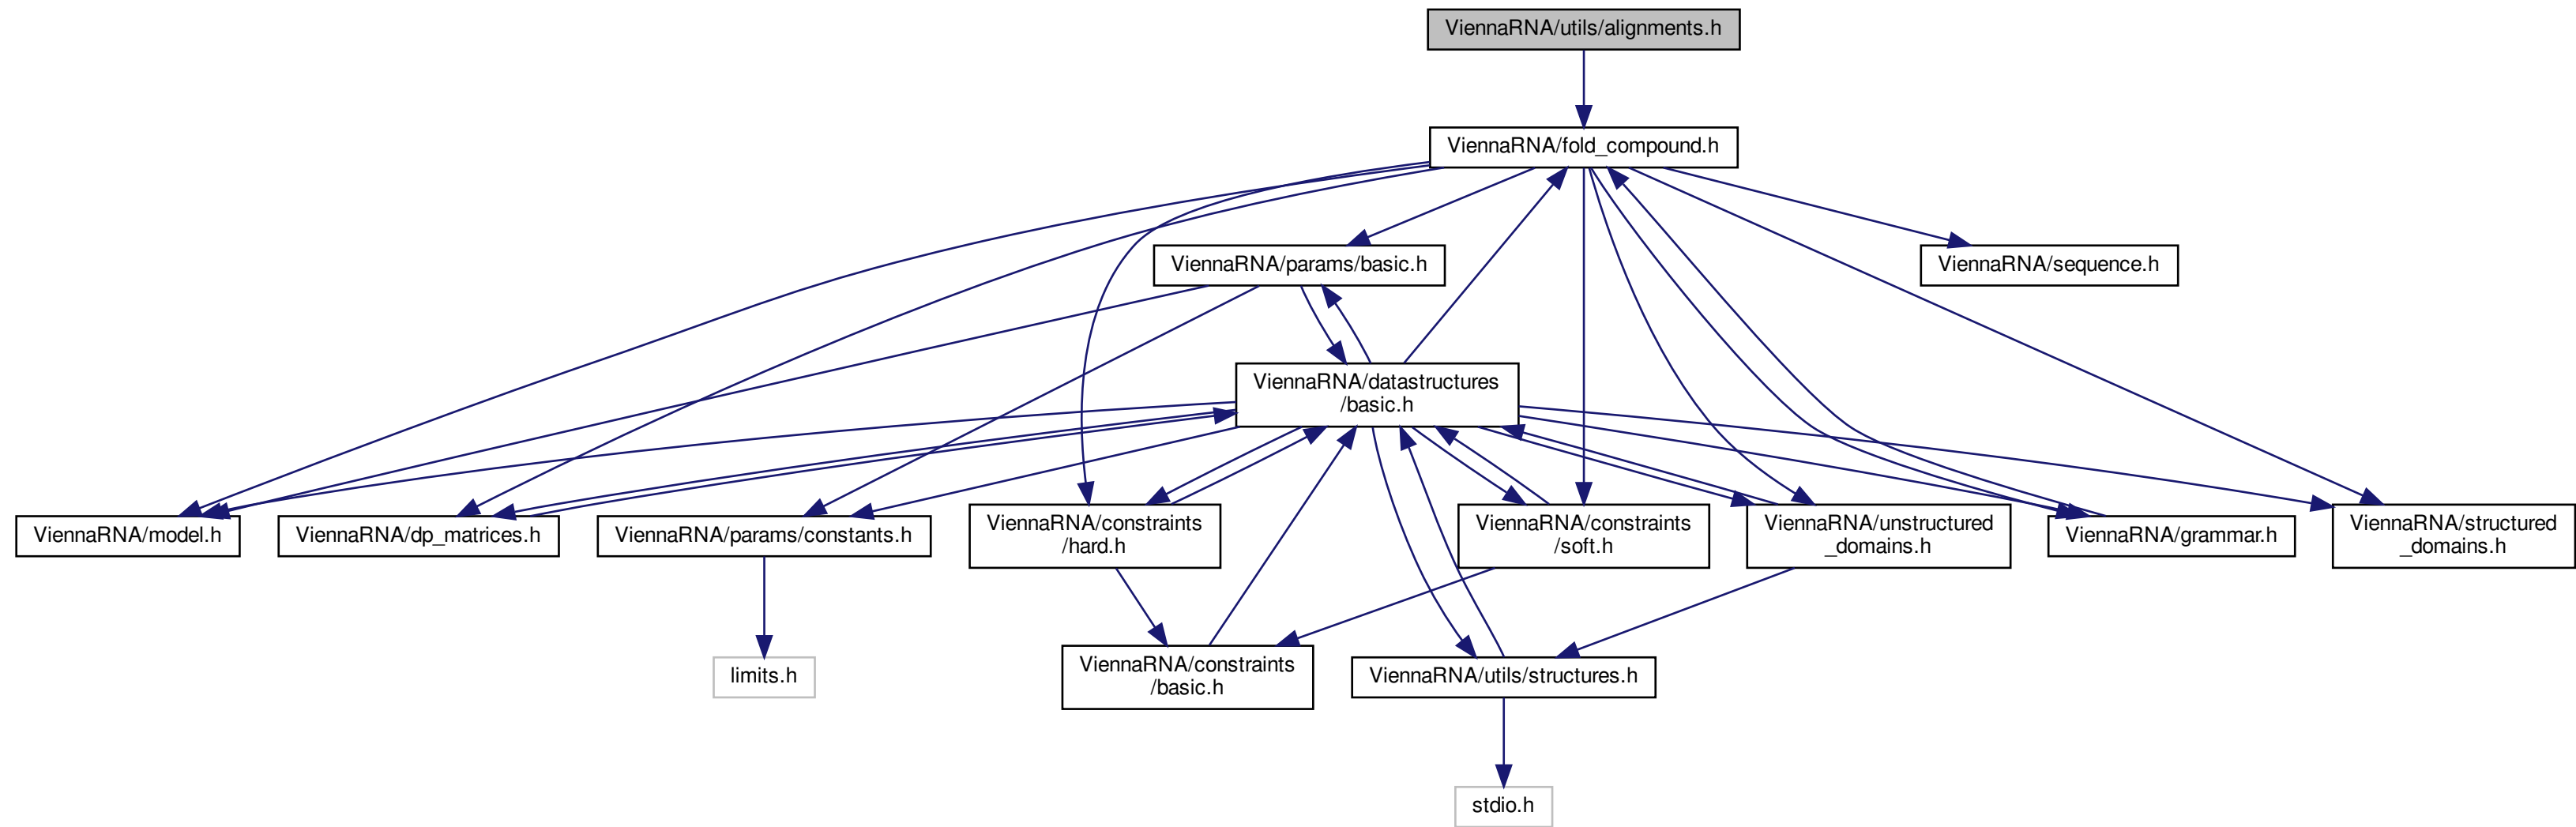 ViennaRNA/utils/alignments.h
ViennaRNA/fold_compound.h
ViennaRNA/params/basic.h
ViennaRNA/sequence.h
ViennaRNA/datastructures
/basic.h
ViennaRNA/model.h
ViennaRNA/dp_matrices.h
ViennaRNA/params/constants.h
ViennaRNA/constraints
/hard.h
ViennaRNA/constraints
/soft.h
ViennaRNA/unstructured
_domains.h
ViennaRNA/grammar.h
ViennaRNA/structured
_domains.h
limits.h
ViennaRNA/constraints
/basic.h
ViennaRNA/utils/structures.h
stdio.h